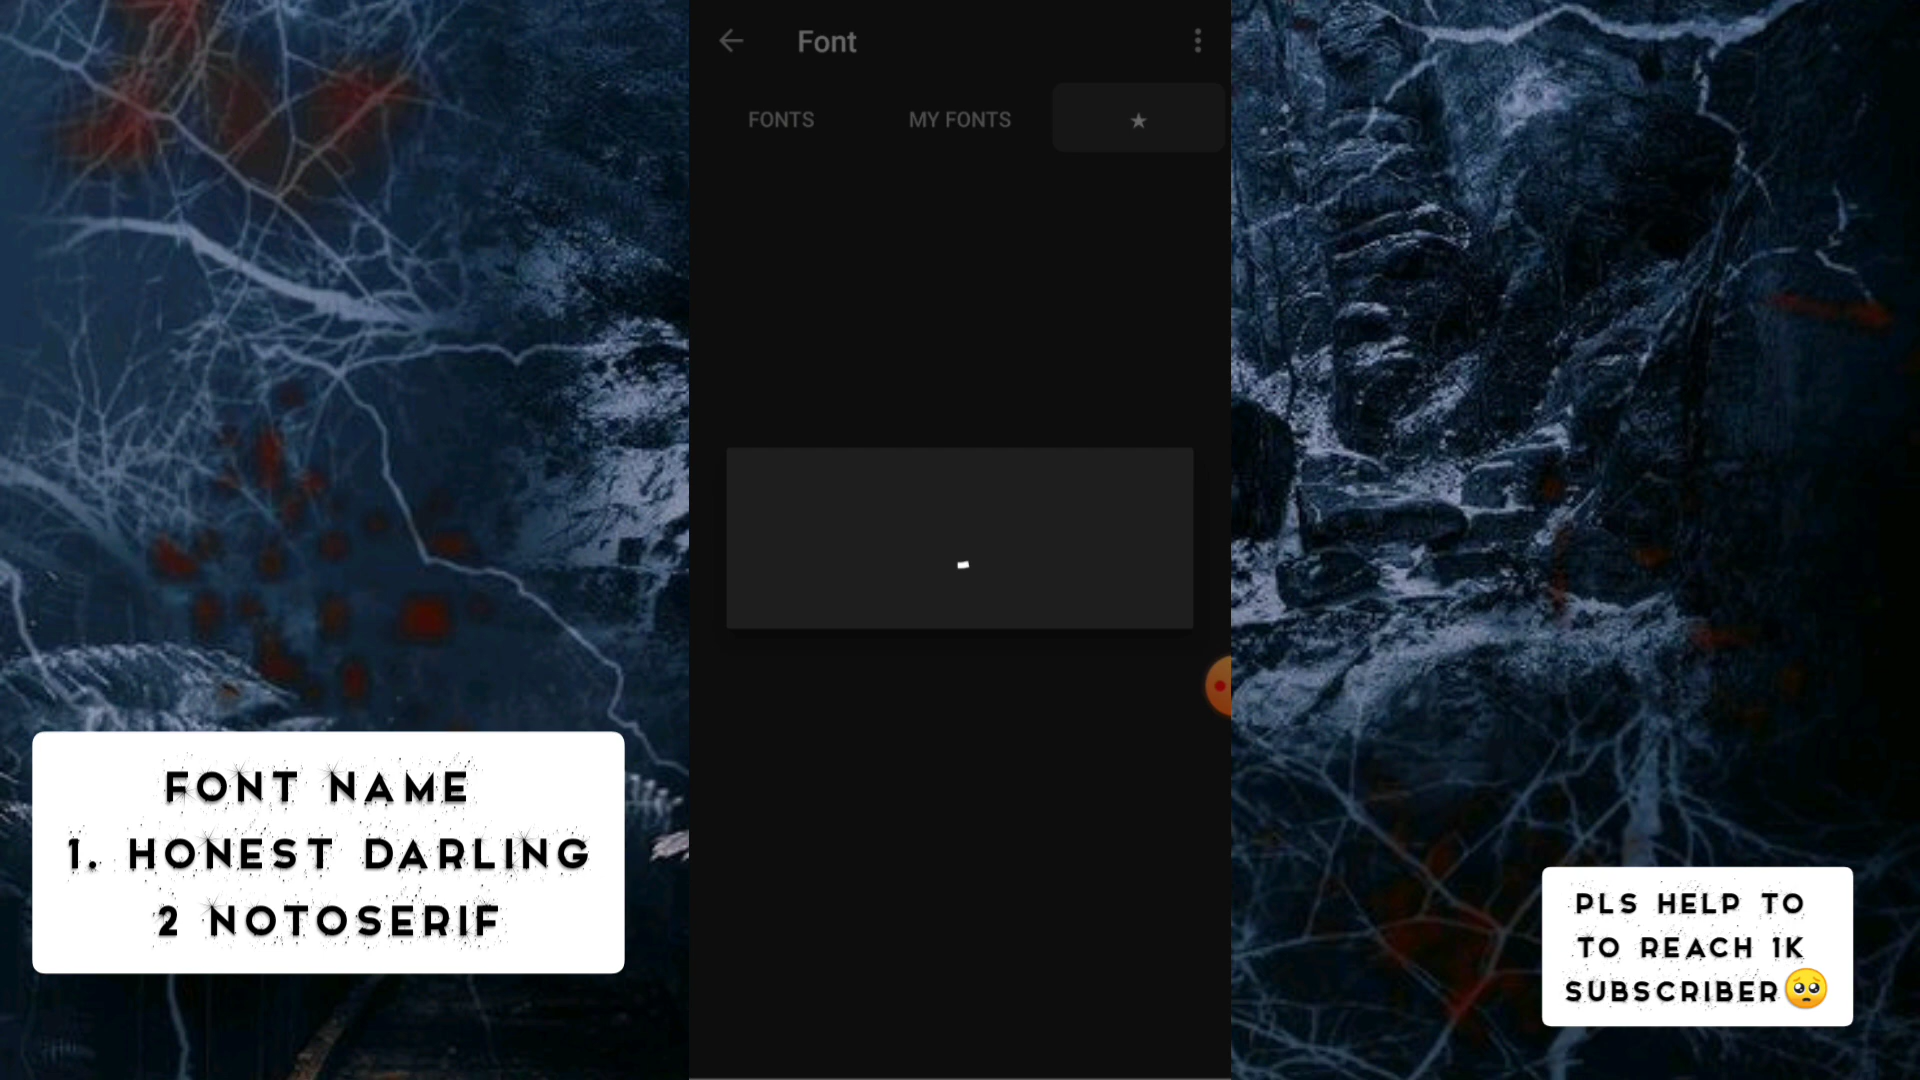 Font
FONTS
MY FONTS
★
FONT NAME
1. HONEST DARLING
2 NOTOSERIF
PLS HELP TO
TO REACH 1K
SUBSCRIBER🥺